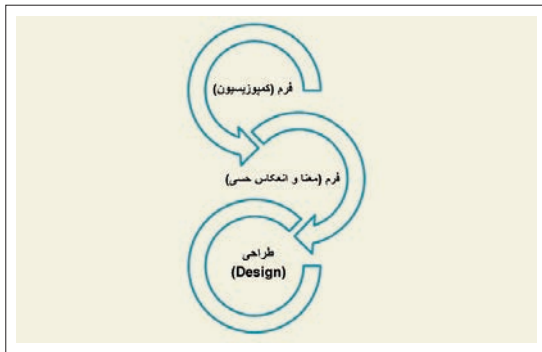 فرم (کمپوزیسیون)
فرم (معنا و انعکاس حسی)
طراحی
(Design)